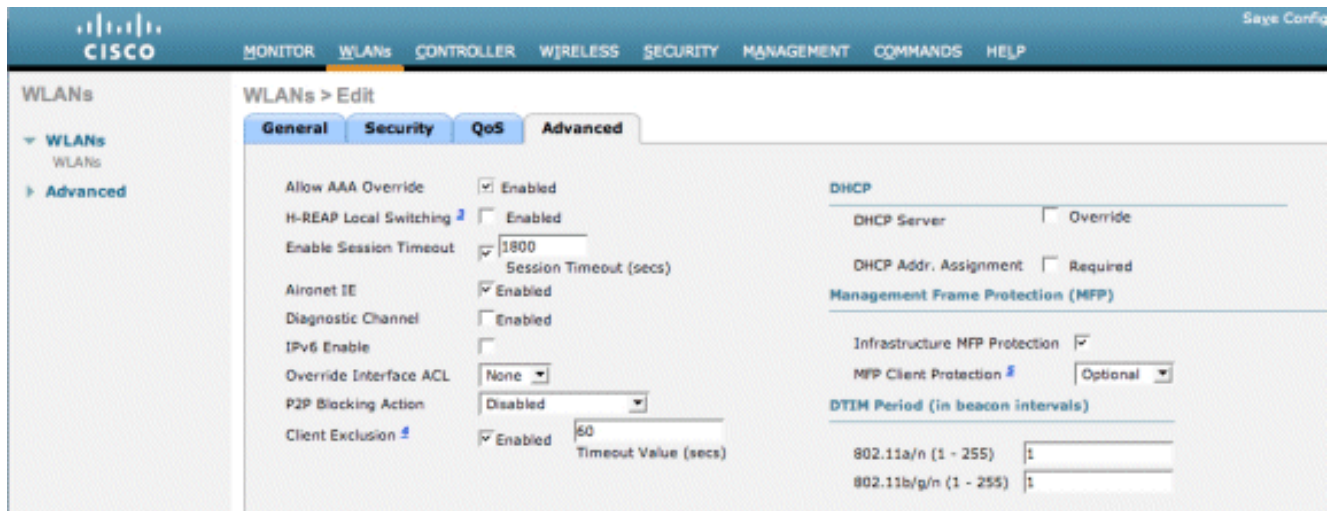 Save Config
CISCO
MONITOR WLANs CONTROLLER WIRELESS SECURITY MANAGEMENT COMMANDS HELP
WLANs
WLANs
WLANs
Advanced
WLANs > Edit
General Security QoS Advanced
Allow AAA Override Enabled
H-REAP Local Switching Enabled
Enable Session Timeout 1800
Session Timeout (secs)
Aironet IE Enabled
Diagnostic Channel Enabled
IPv6 Enable
Override Interface ACL None
P2P Blocking Action Disabled
Client Exclusion 4 Enabled 60
Timeout Value (secs)
DHCP
DHCP Server Override
DHCP Addr. Assignment Required
Management Frame Protection (MFP)
Infrastructure MFP Protection
MFP Client Protection Optional
DTIM Period (in beacon intervals)
802.11a/n (1 - 255) 1
802.11b/g/n (1 - 255) 1